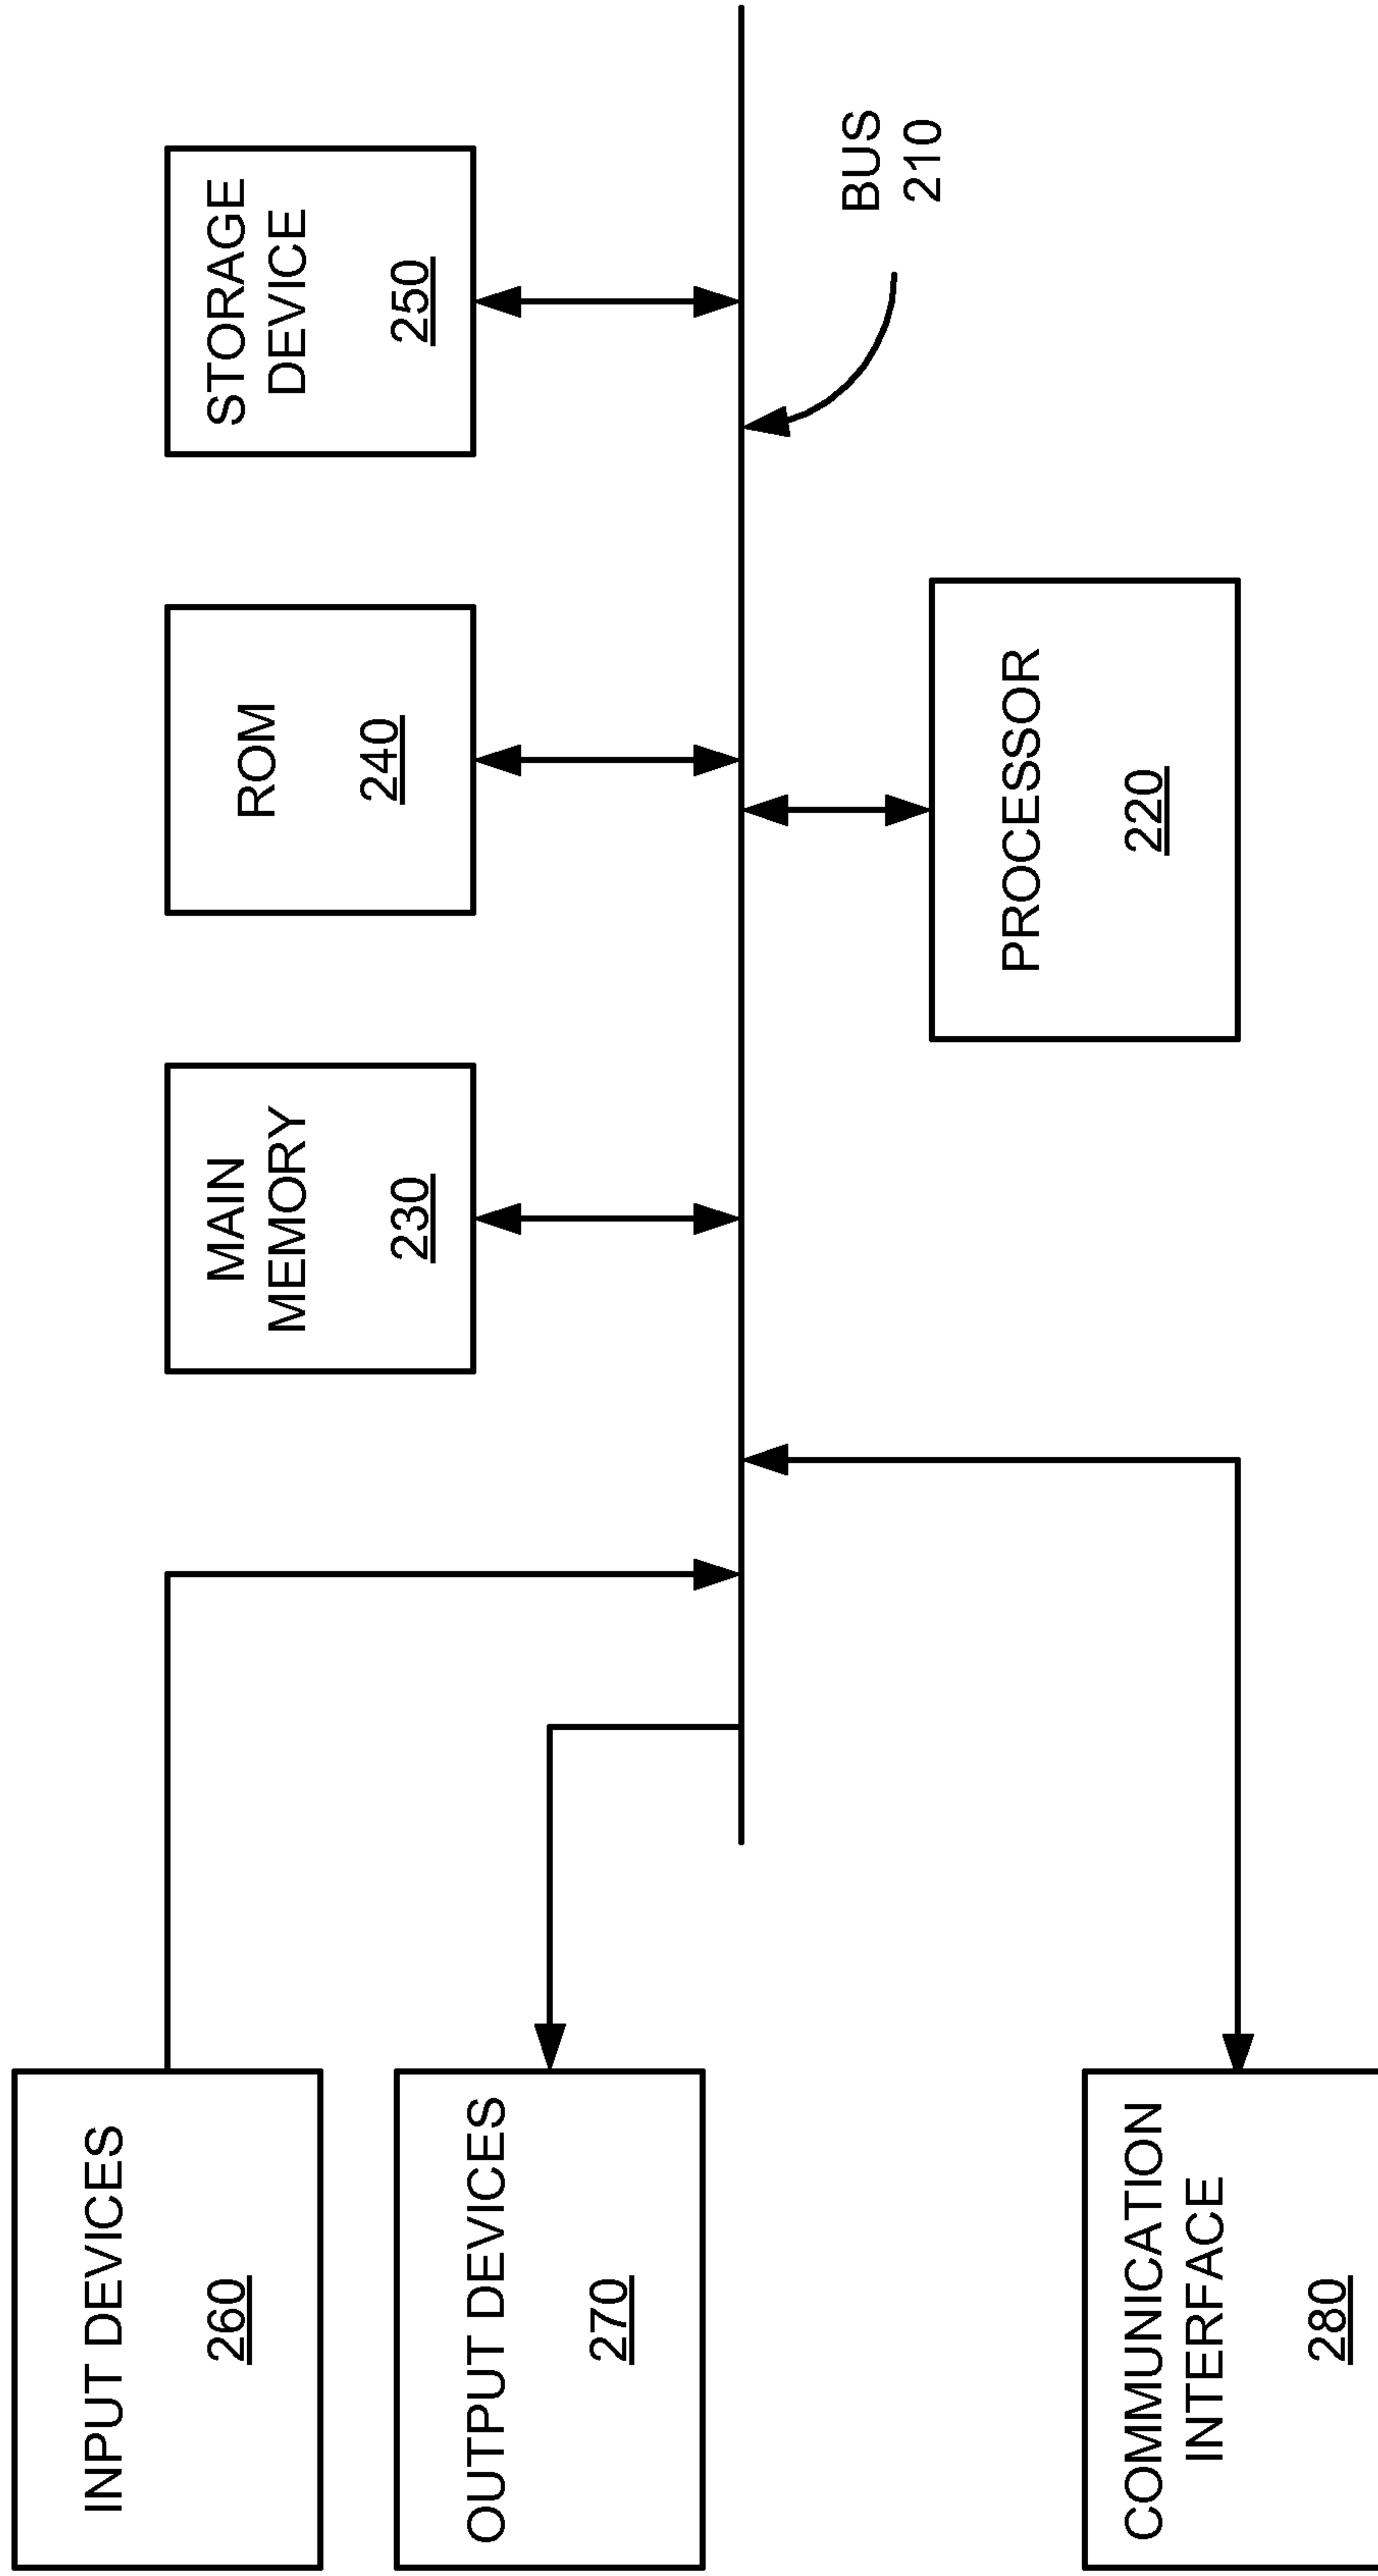 INPUT DEVICES
260
OUTPUT DEVICES
270
COMMUNICATION
INTERFACE
280
MAIN
MEMORY
230
ROM
240
STORAGE
DEVICE
250
PROCESSOR
220
BUS
210